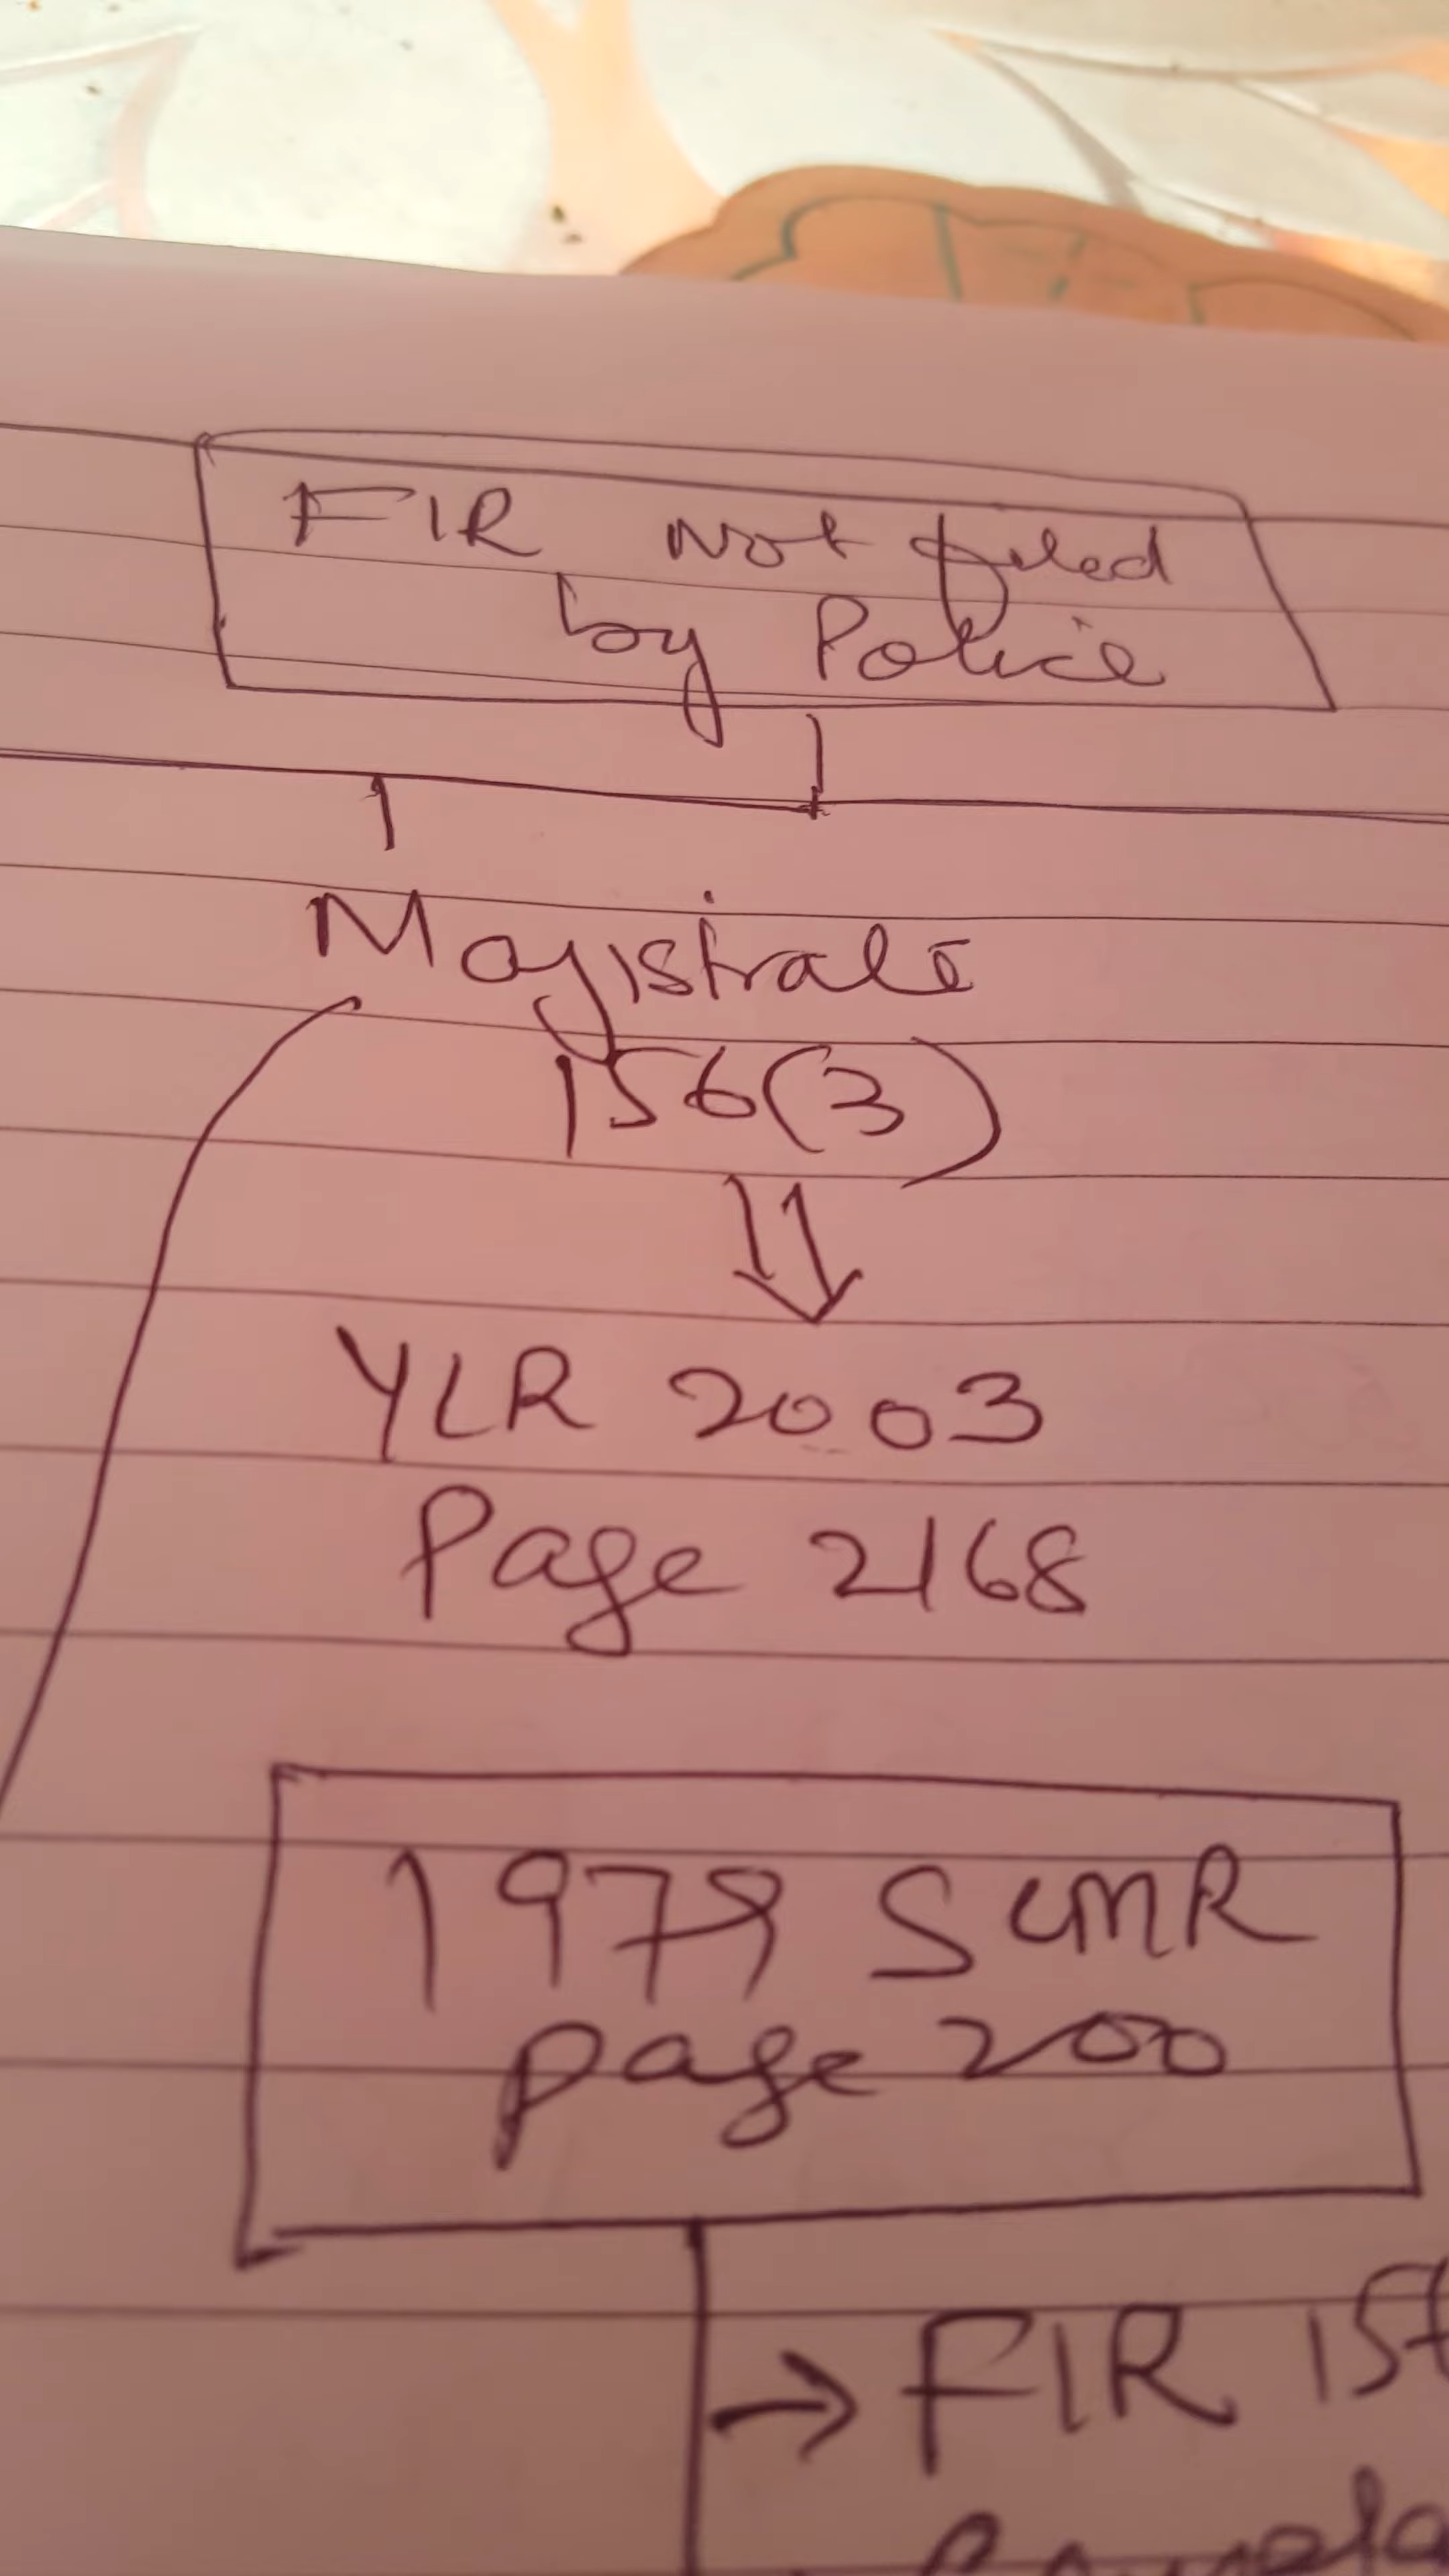 FIR Not filed
by Police
Magistrate
156(3)
YLR 2003
Page 2168
1979 SCMR
page 200
→ FIR